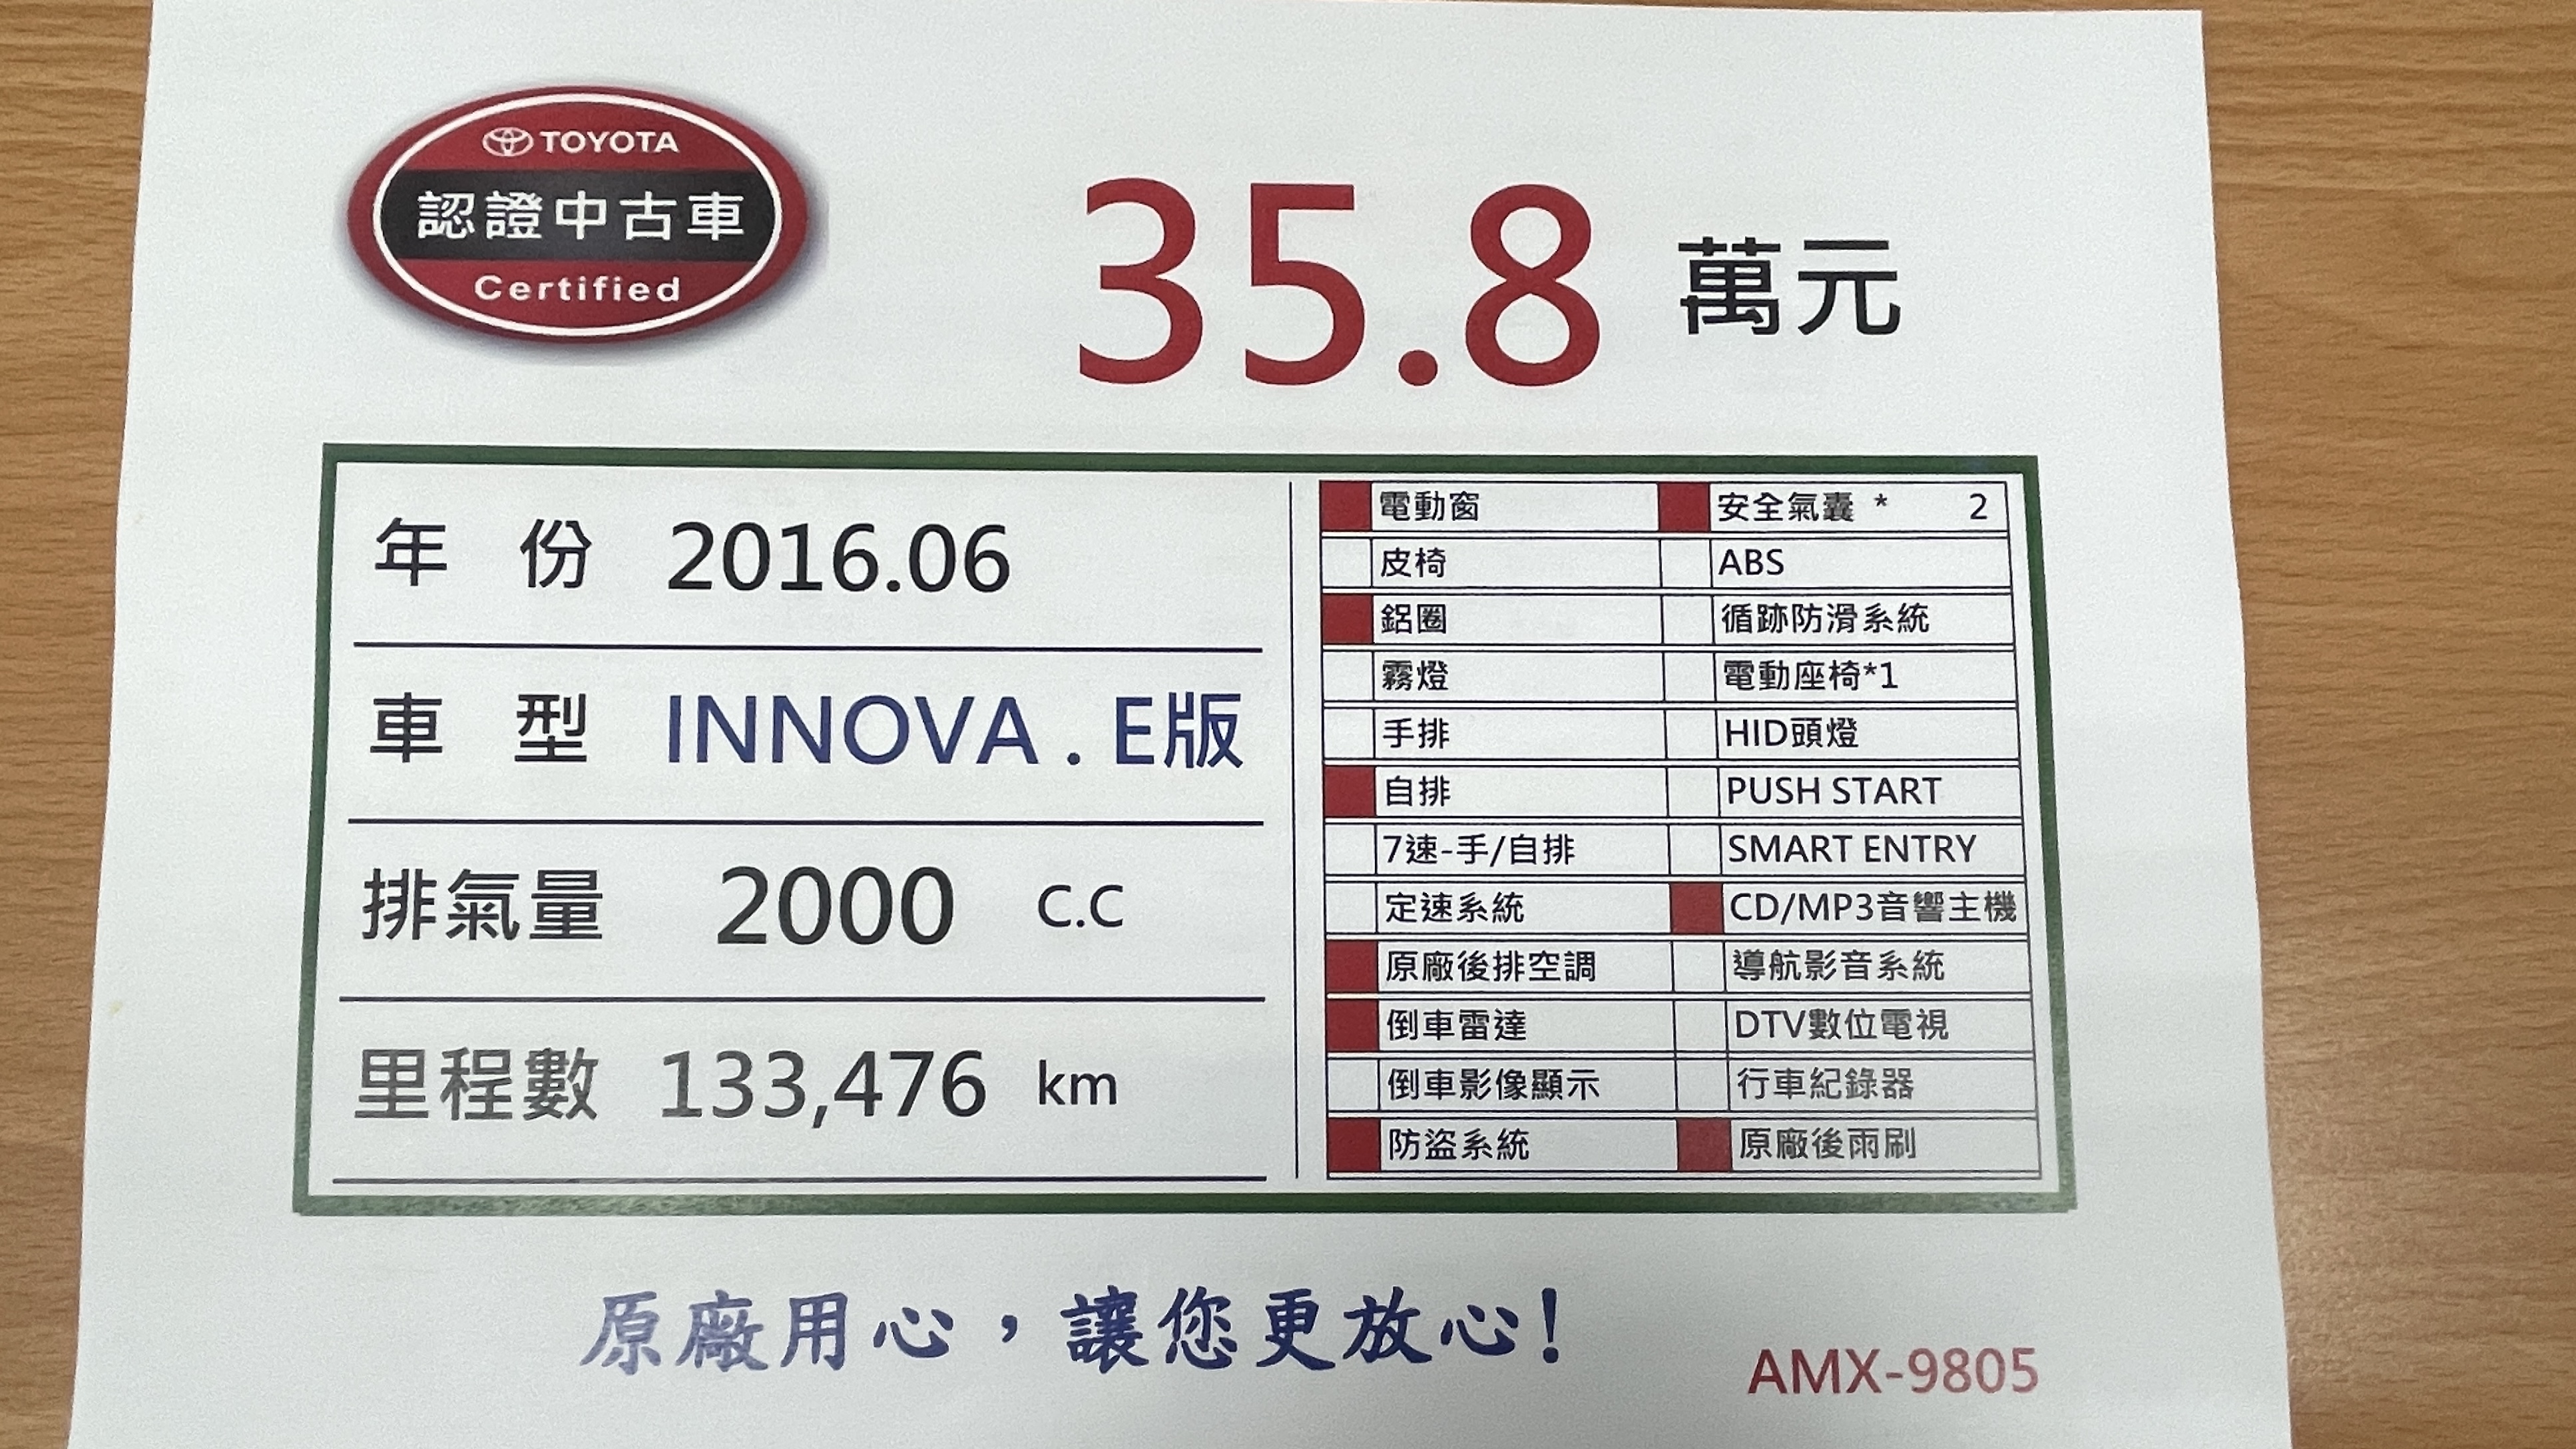 TOYOTA
認證中古車
Certified
35.8 萬元
年份 2016.06
車型 INNOVA . E版
排氣量 2000 C.C
里程數 133,476 km
電動窗 安全氣囊 * 2
皮椅 ABS
鋁圈 循跡防滑系統
霧燈 電動座椅*1
手排 HID頭燈
自排 PUSH START
7速-手/自排 SMART ENTRY
定速系統 CD/MP3音響主機
原廠後排空調 導航影音系統
倒車雷達 DTV數位電視
倒車影像顯示 行車紀錄器
防盜系統 原廠後雨刷
原廠用心，讓您更放心!
AMX-9805